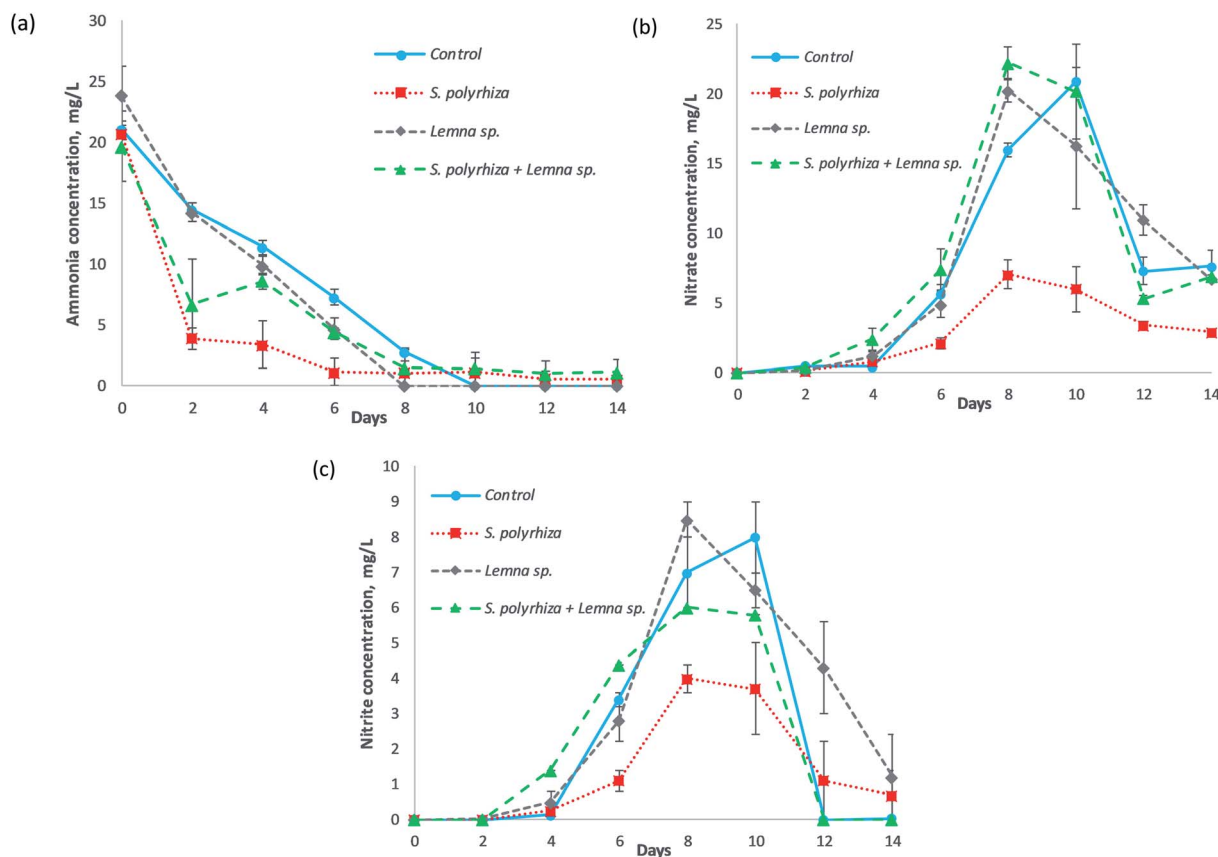 (a)
30
25
20
15
10
5
0
Ammonia concentration, mg/L
Control
S. polyrhiza
Lemna sp.
S. polyrhiza + Lemna sp.
0 2 4 6 8 10 12 14
Days
(b)
25
20
15
10
5
0
Nitrate concentration, mg/L
Control
S. polyrhiza
Lemna sp.
S. polyrhiza + Lemna sp.
0 2 4 6 8 10 12 14
Days
(c)
10
9
8
7
6
5
4
3
2
1
0
Nitrite concentration, mg/L
Control
S. polyrhiza
Lemna sp.
S. polyrhiza + Lemna sp.
0 2 4 6 8 10 12 14
Days